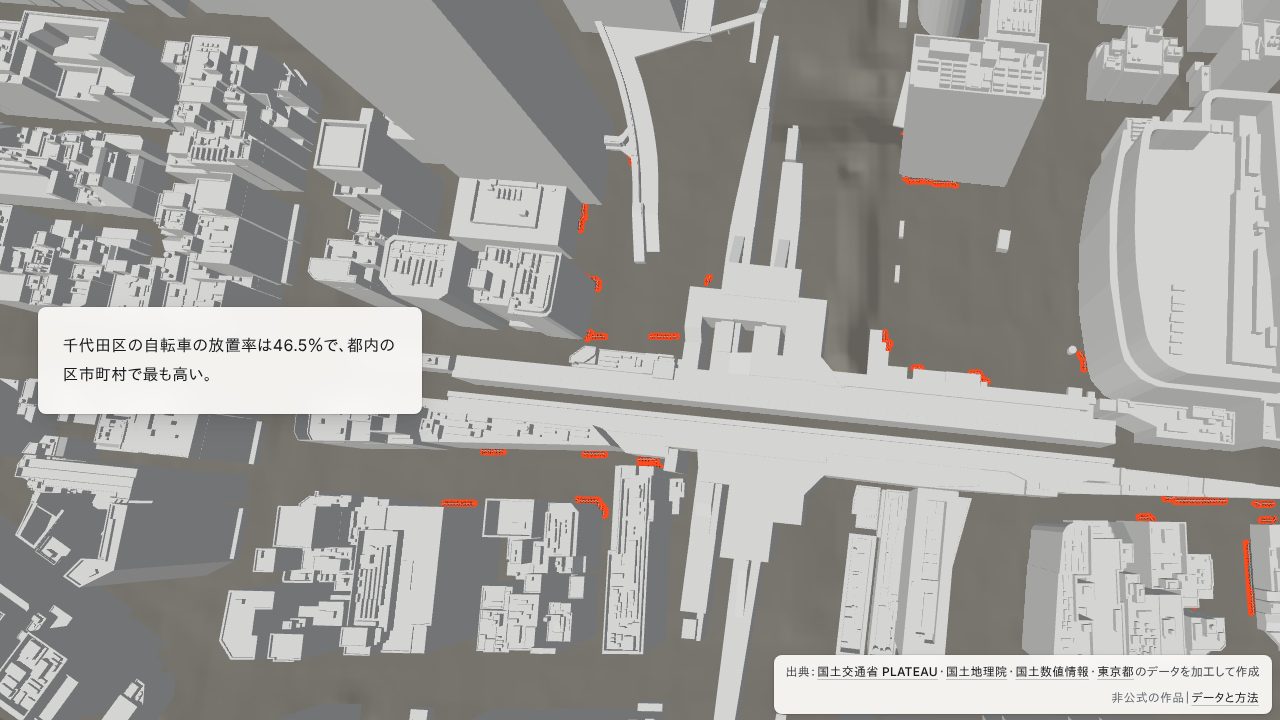 千代田区の自転車の放置率は46.5%で、都内の
区市町村で最も高い。
出典：国土交通省 PLATEAU・国土地理院・国土数値情報・東京都のデータを加工して作成
非公式の作品|データと方法